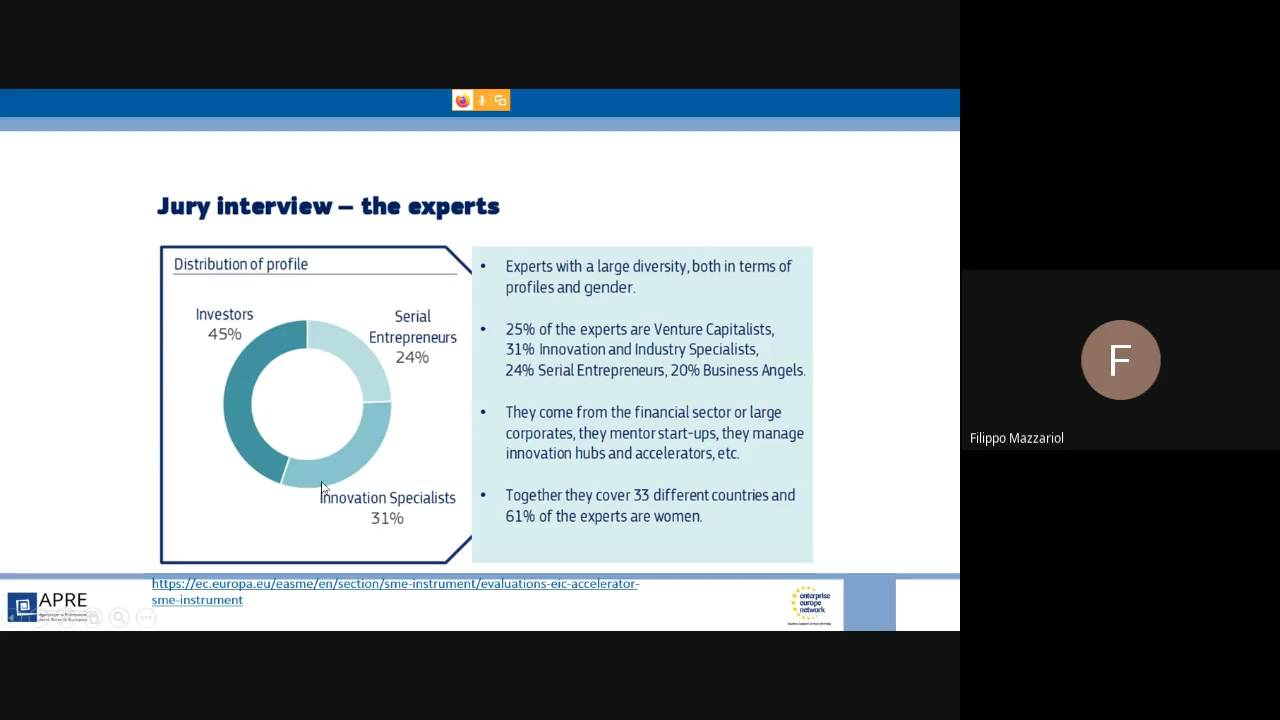 Jury interview – the experts
Distribution of profile
Investors
45%
Serial
Entrepreneurs
24%
Innovation Specialists
31%
• Experts with a large diversity, both in terms of
profiles and gender.
• 25% of the experts are Venture Capitalists,
31% Innovation and Industry Specialists,
24% Serial Entrepreneurs, 20% Business Angels.
• They come from the financial sector or large
corporates, they mentor start-ups, they manage
innovation hubs and accelerators, etc.
• Together they cover 33 different countries and
61% of the experts are women.
https://ec.europa.eu/easme/en/section/sme-instrument/evaluations-eic-accelerator-
sme-instrument
APRE
enterprise
europe
network
F
Filippo Mazzariol